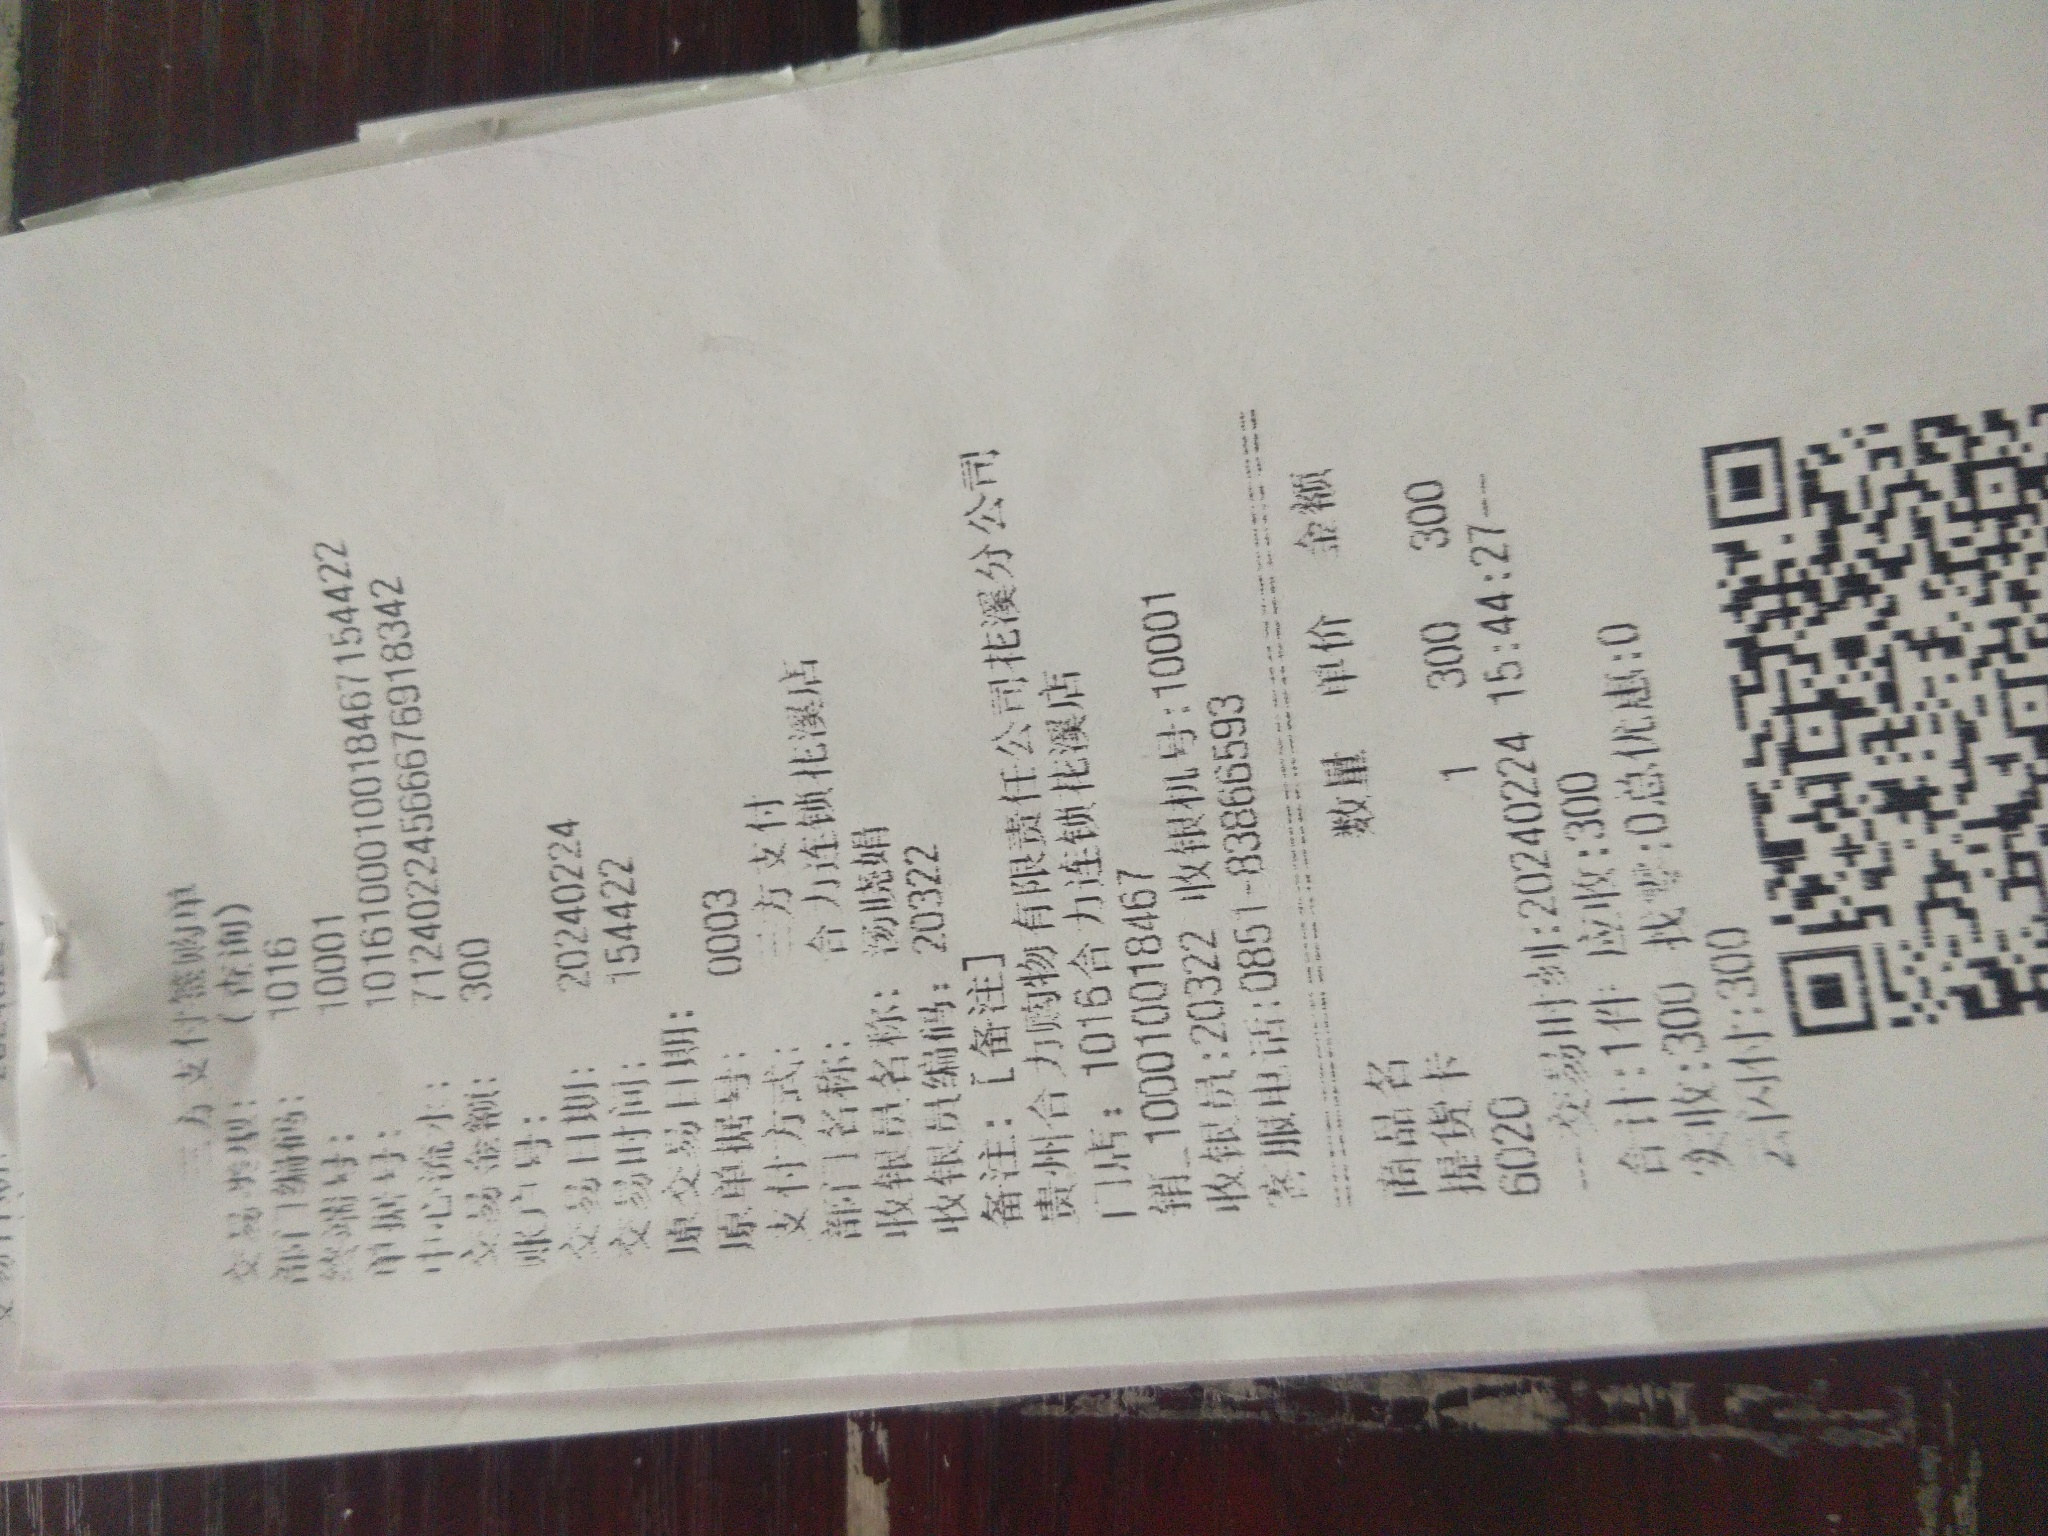 三方支付签购单
交易类型： （查询）
部门编码： 1016
终端号： 10001
单据号： 1016100010018467154422
中心流水： 712402245666769183 42
交易金额： 300
账户号：
交易日期： 20240224
交易时间： 154422
原交易日期：
原单据号： 0003
支付方式： 三方支付
部门名称： 合力连锁花溪店
收银员名称： 汤晓娟
收银员编码： 20322
备注： [备注]
贵州合力购物有限责任公司花溪分公司
门店： 1016合力连锁花溪店
销_100010018467
收银员:20322 收银机号:10001
客服电话:0851-83866593
商品名 数量 单价 金额
提货卡
60020 1 300 300
---交易时刻:20240224 15:44:27---
合计:1件 应收:300
实收:300 找零:0总优惠:0
云闪付:300